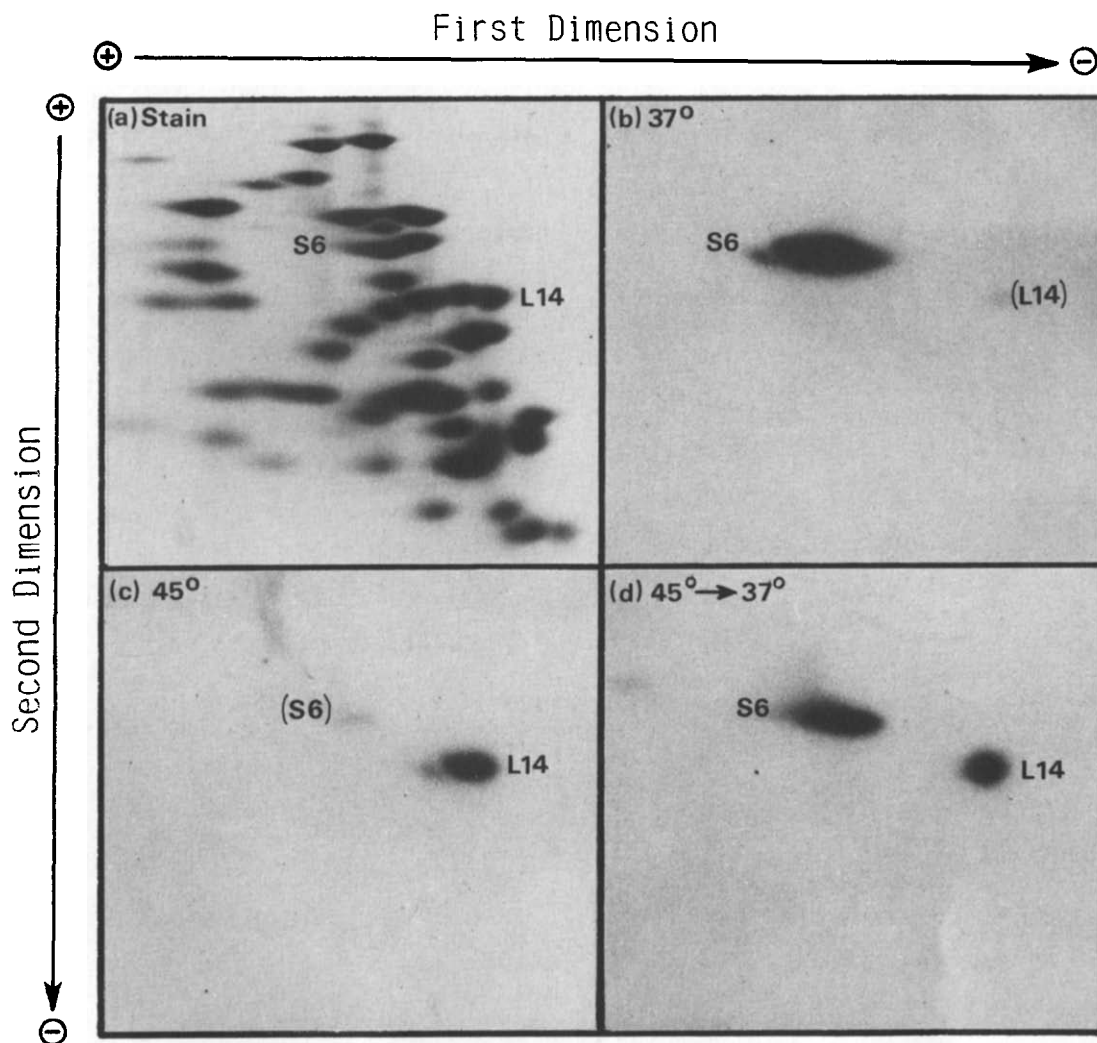 First Dimension
⊕ ⊖
⊕
Second Dimension
⊖
(a) Stain
S6
L14
(b) 37°
S6
(L14)
(c) 45°
(S6)
L14
(d) 45°→37°
S6
L14